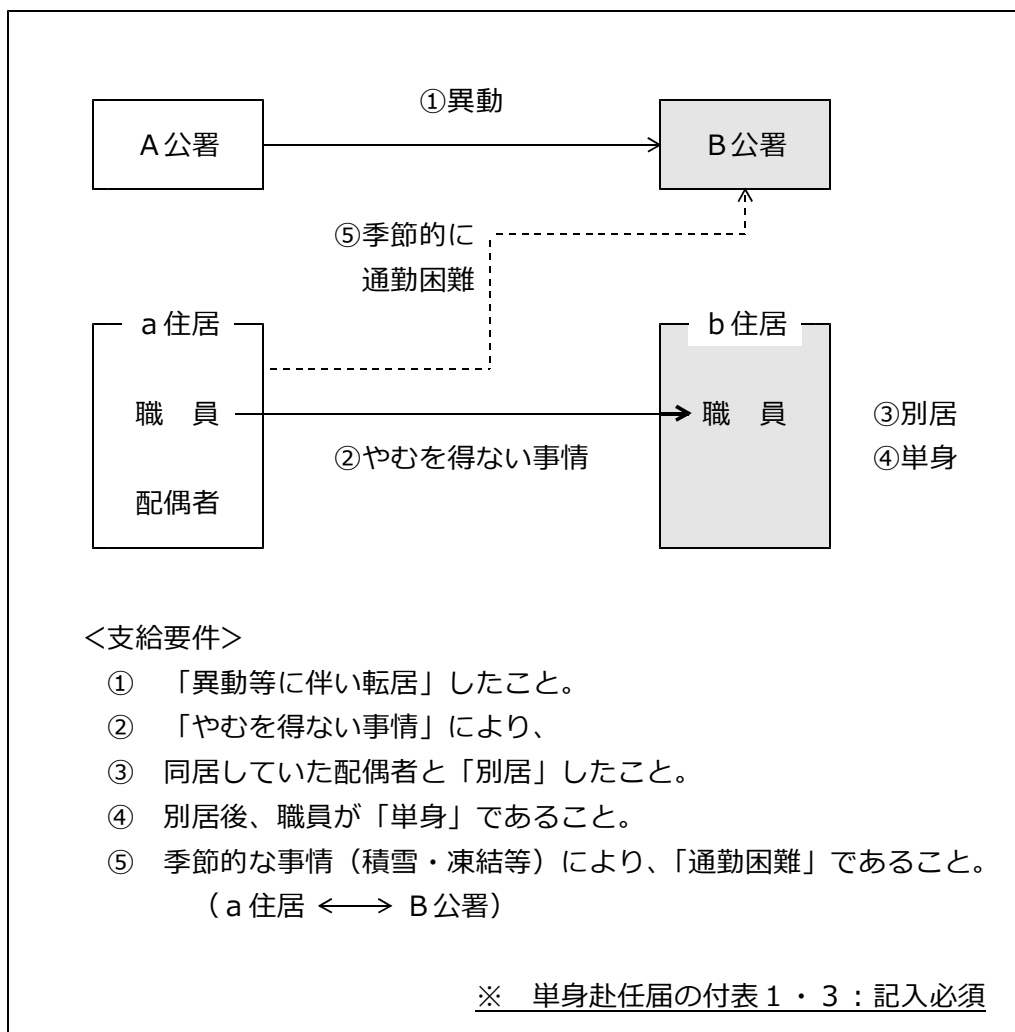 ①異動
Ａ公署
Ｂ公署
⑤季節的に
通勤困難
ａ住居
ｂ住居
職　員
職　員
③別居
②やむを得ない事情
④単身
配偶者
＜支給要件＞
①　「異動等に伴い転居」したこと。
②　「やむを得ない事情」により、
③　同居していた配偶者と「別居」したこと。
④　別居後、職員が「単身」であること。
⑤　季節的な事情（積雪・凍結等）により、「通勤困難」であること。
（ａ住居 ←→ Ｂ公署）
※　単身赴任届の付表１・３：記入必須